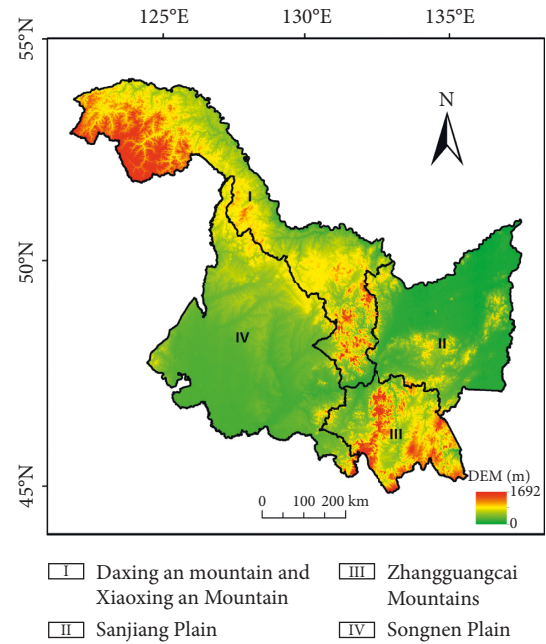 125°E 130°E 135°E
55°N
N
I
50°N
IV
II
III
45°N
DEM (m)
1692
0
0 100 200 km
I Daxing an mountain and
Xiaoxing an Mountain
III Zhangguangcai
Mountains
II Sanjiang Plain
IV Songnen Plain